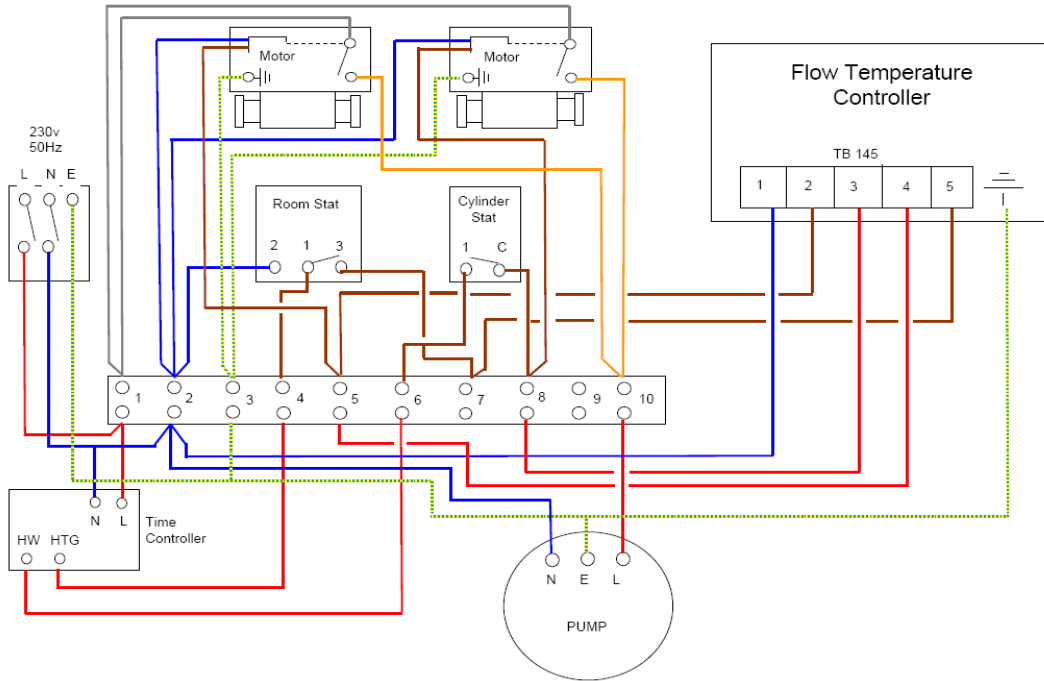 Motor
Motor
Flow Temperature
Controller
230v
50Hz
L N E
TB 145
1 2 3 4 5
Room Stat
2 1 3
Cylinder
Stat
1 C
1 2 3 4 5 6 7 8 9 10
N L
Time
Controller
HW HTG
N E L
PUMP